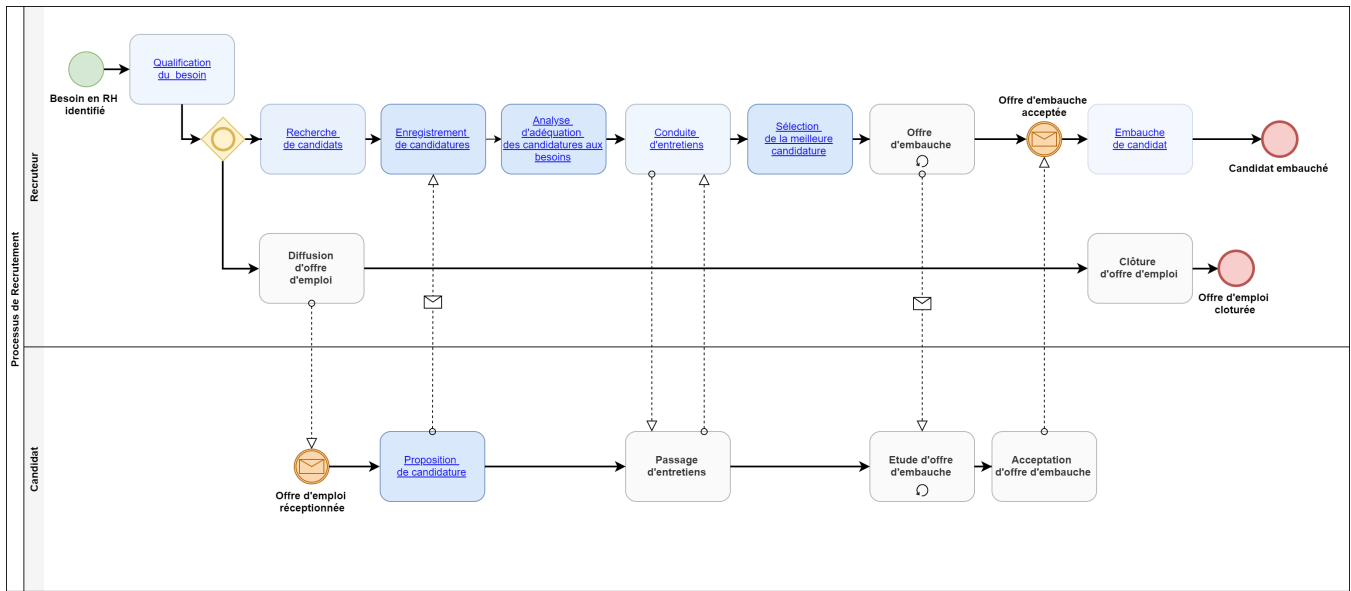 Processus de Recrutement
Recruteur
Besoin en RH
identifié
Qualification
du  besoin
Recherche
de candidats
Enregistrement
de candidatures
Analyse
d'adéquation
des candidatures aux
besoins
Conduite
d'entretiens
Sélection
de la meilleure
candidature
Offre
d'embauche
Offre d'embauche
acceptée
Embauche
de candidat
Candidat embauché
Diffusion
d'offre
d'emploi
Clôture
d'offre d'emploi
Offre d'emploi
cloturée
Candidat
Offre d'emploi
réceptionnée
Proposition
de candidature
Passage
d'entretiens
Etude d'offre
d'embauche
Acceptation
d'offre d'embauche